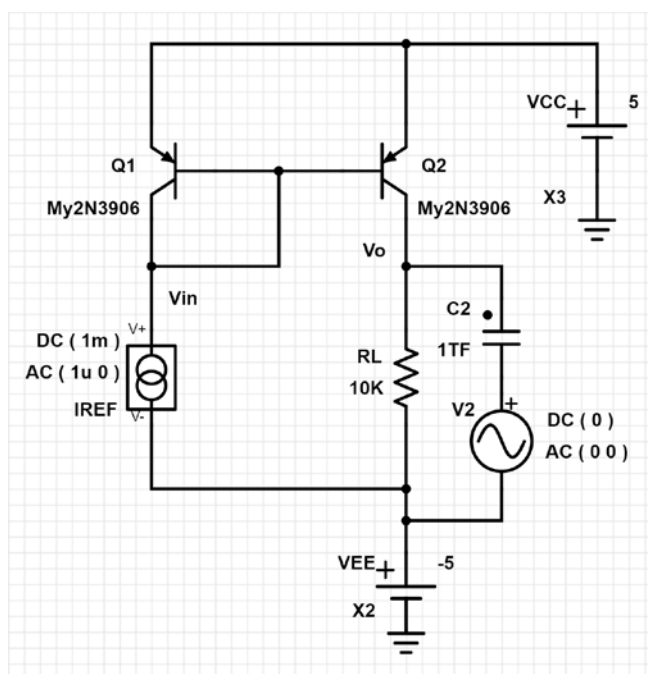 VCC + 5
Q1
Q2
My2N3906
My2N3906
X3
Vo
Vin
V+
DC ( 1m )
AC ( 1u 0 )
IREF
V-
C2
1TF
RL
10K
V2 +
DC ( 0 )
AC ( 0 0 )
VEE + -5
X2